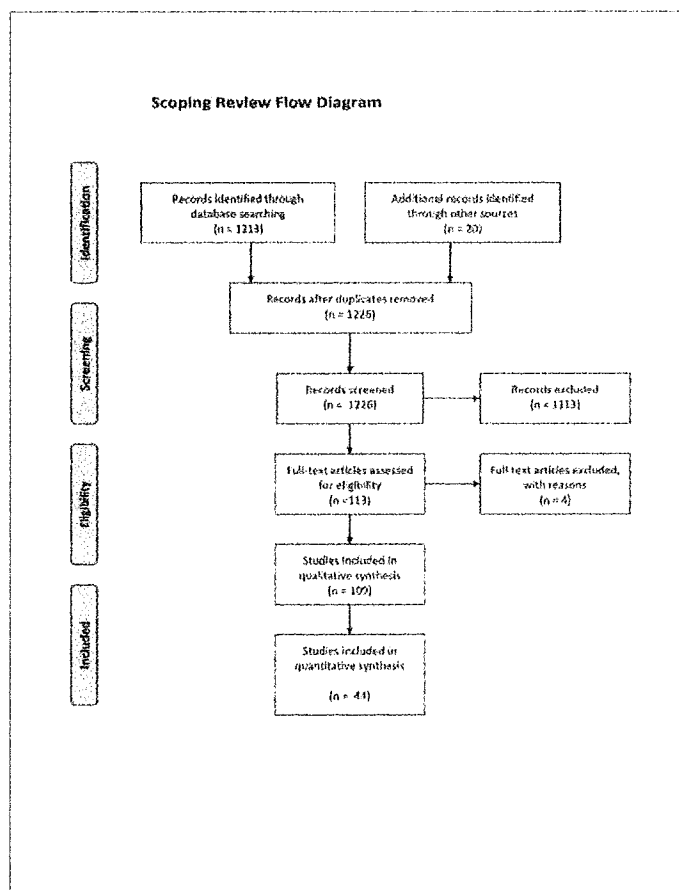 Scoping Review Flow Diagram
Identification
Records identified through
database searching
(n = 1213)
Additional records identified
through other sources
(n = 20)
Records after duplicates removed
(n = 1226)
Screening
Records screened
(n = 1226)
Records excluded
(n = 1113)
Eligibility
Full-text articles assessed
for eligibility
(n = 113)
Full text articles excluded,
with reasons
(n = 4)
Studies included in
qualitative synthesis
(n = 109)
Included
Studies included in
quantitative synthesis
(n = 44)